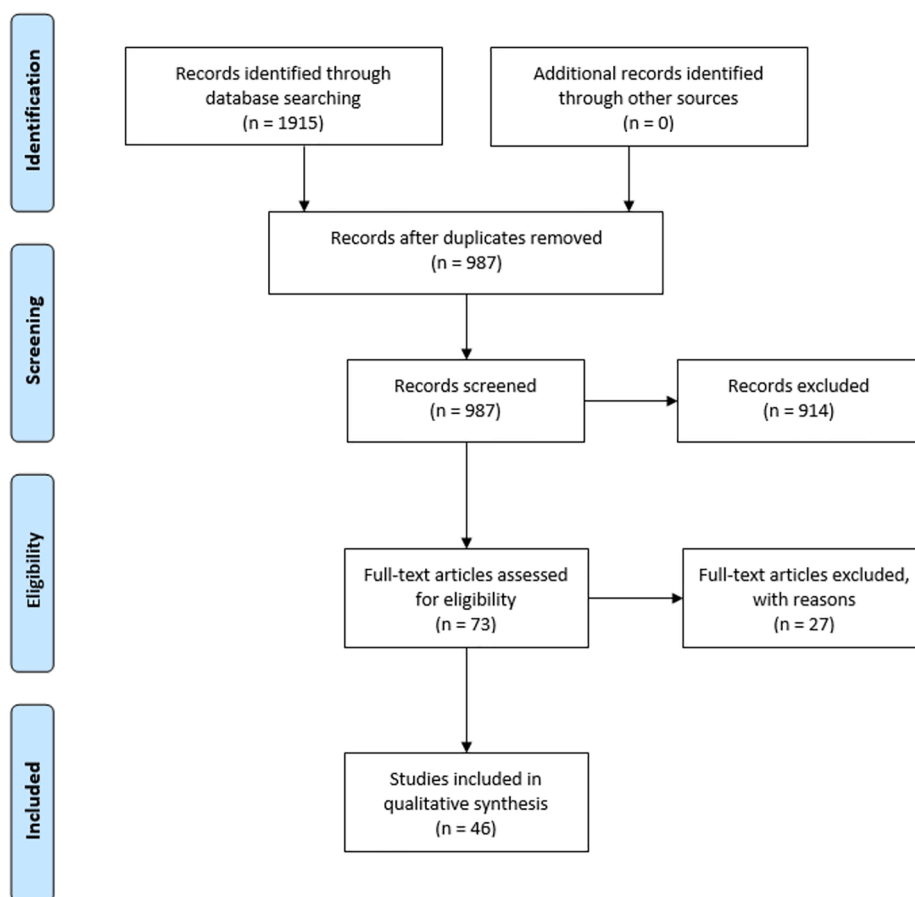 Identification
Records identified through
database searching
(n = 1915)
Additional records identified
through other sources
(n = 0)
Records after duplicates removed
(n = 987)
Screening
Records screened
(n = 987)
Records excluded
(n = 914)
Eligibility
Full-text articles assessed
for eligibility
(n = 73)
Full-text articles excluded,
with reasons
(n = 27)
Included
Studies included in
qualitative synthesis
(n = 46)